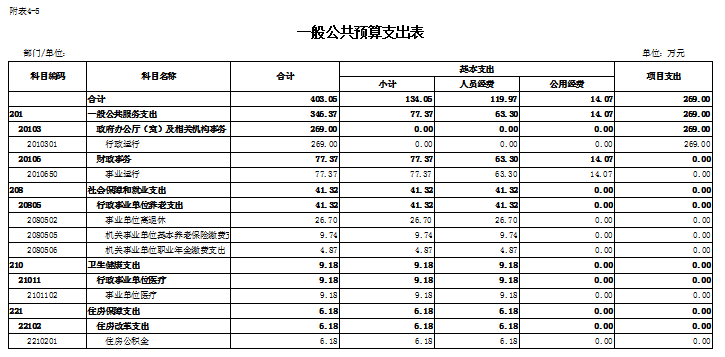 附表4-5
一般公共预算支出表
部门/单位: 单位: 万元
科目编码 科目名称 合计 基本支出 项目支出
小计 人员经费 公用经费
合计 403.05 134.05 119.97 14.07 269.00
201 一般公共服务支出 346.37 77.37 63.30 14.07 269.00
20103 政府办公厅（室）及相关机构事务 269.00 0.00 0.00 0.00 269.00
2010301 行政运行 269.00 0.00 0.00 0.00 269.00
20106 财政事务 77.37 77.37 63.30 14.07 0.00
2010650 事业运行 77.37 77.37 63.30 14.07 0.00
208 社会保障和就业支出 41.32 41.32 41.32 0.00 0.00
20805 行政事业单位养老支出 41.32 41.32 41.32 0.00 0.00
2080502 事业单位离退休 26.70 26.70 26.70 0.00 0.00
2080505 机关事业单位基本养老保险缴费支 9.74 9.74 9.74 0.00 0.00
2080506 机关事业单位职业年金缴费支出 4.87 4.87 4.87 0.00 0.00
210 卫生健康支出 9.18 9.18 9.18 0.00 0.00
21011 行政事业单位医疗 9.18 9.18 9.18 0.00 0.00
2101102 事业单位医疗 9.18 9.18 9.18 0.00 0.00
221 住房保障支出 6.18 6.18 6.18 0.00 0.00
22102 住房改革支出 6.18 6.18 6.18 0.00 0.00
2210201 住房公积金 6.18 6.18 6.18 0.00 0.00